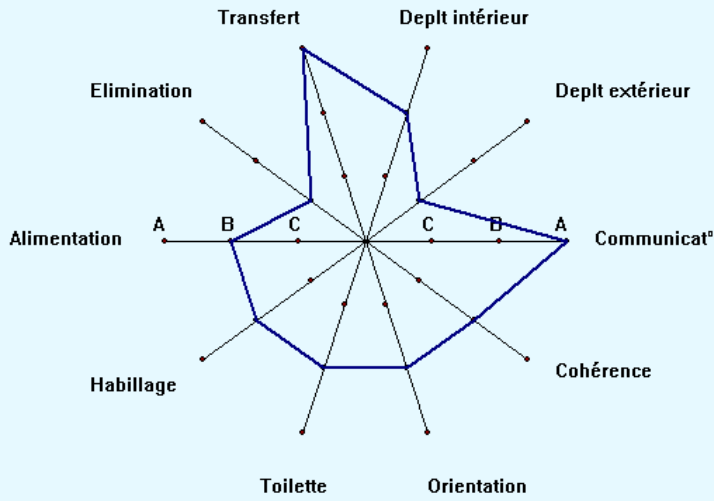 Transfert Deplt intérieur
Elimination Deplt extérieur
A B C C B A
Alimentation Communicat°
Habillage Cohérence
Toilette Orientation